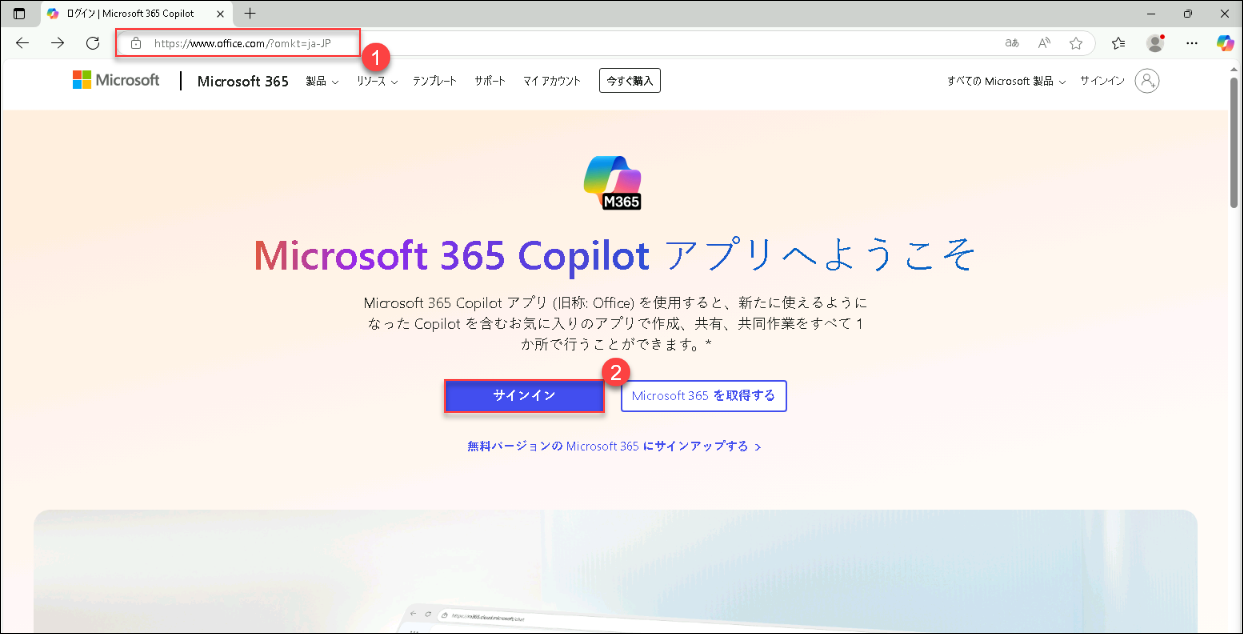 ログイン | Microsoft 365 Copilot
https://www.office.com/?omkt=ja-JP
1
Microsoft | Microsoft 365 製品 リソース テンプレート サポート マイ アカウント 今すぐ購入 すべての Microsoft 製品 サインイン
M365
Microsoft 365 Copilot アプリへようこそ
Microsoft 365 Copilot アプリ (旧称: Office) を使用すると、新たに使えるように
なった Copilot を含むお気に入りのアプリで作成、共有、共同作業をすべて 1
か所で行うことができます。*
2
サインイン Microsoft 365 を取得する
無料バージョンの Microsoft 365 にサインアップする >